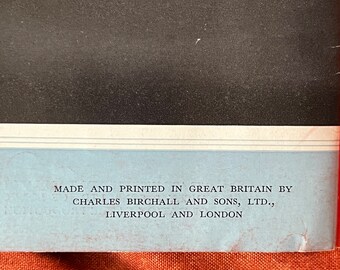 MADE AND PRINTED IN GREAT BRITAIN BY
CHARLES BIRCHALL AND SONS, LTD.,
LIVERPOOL AND LONDON